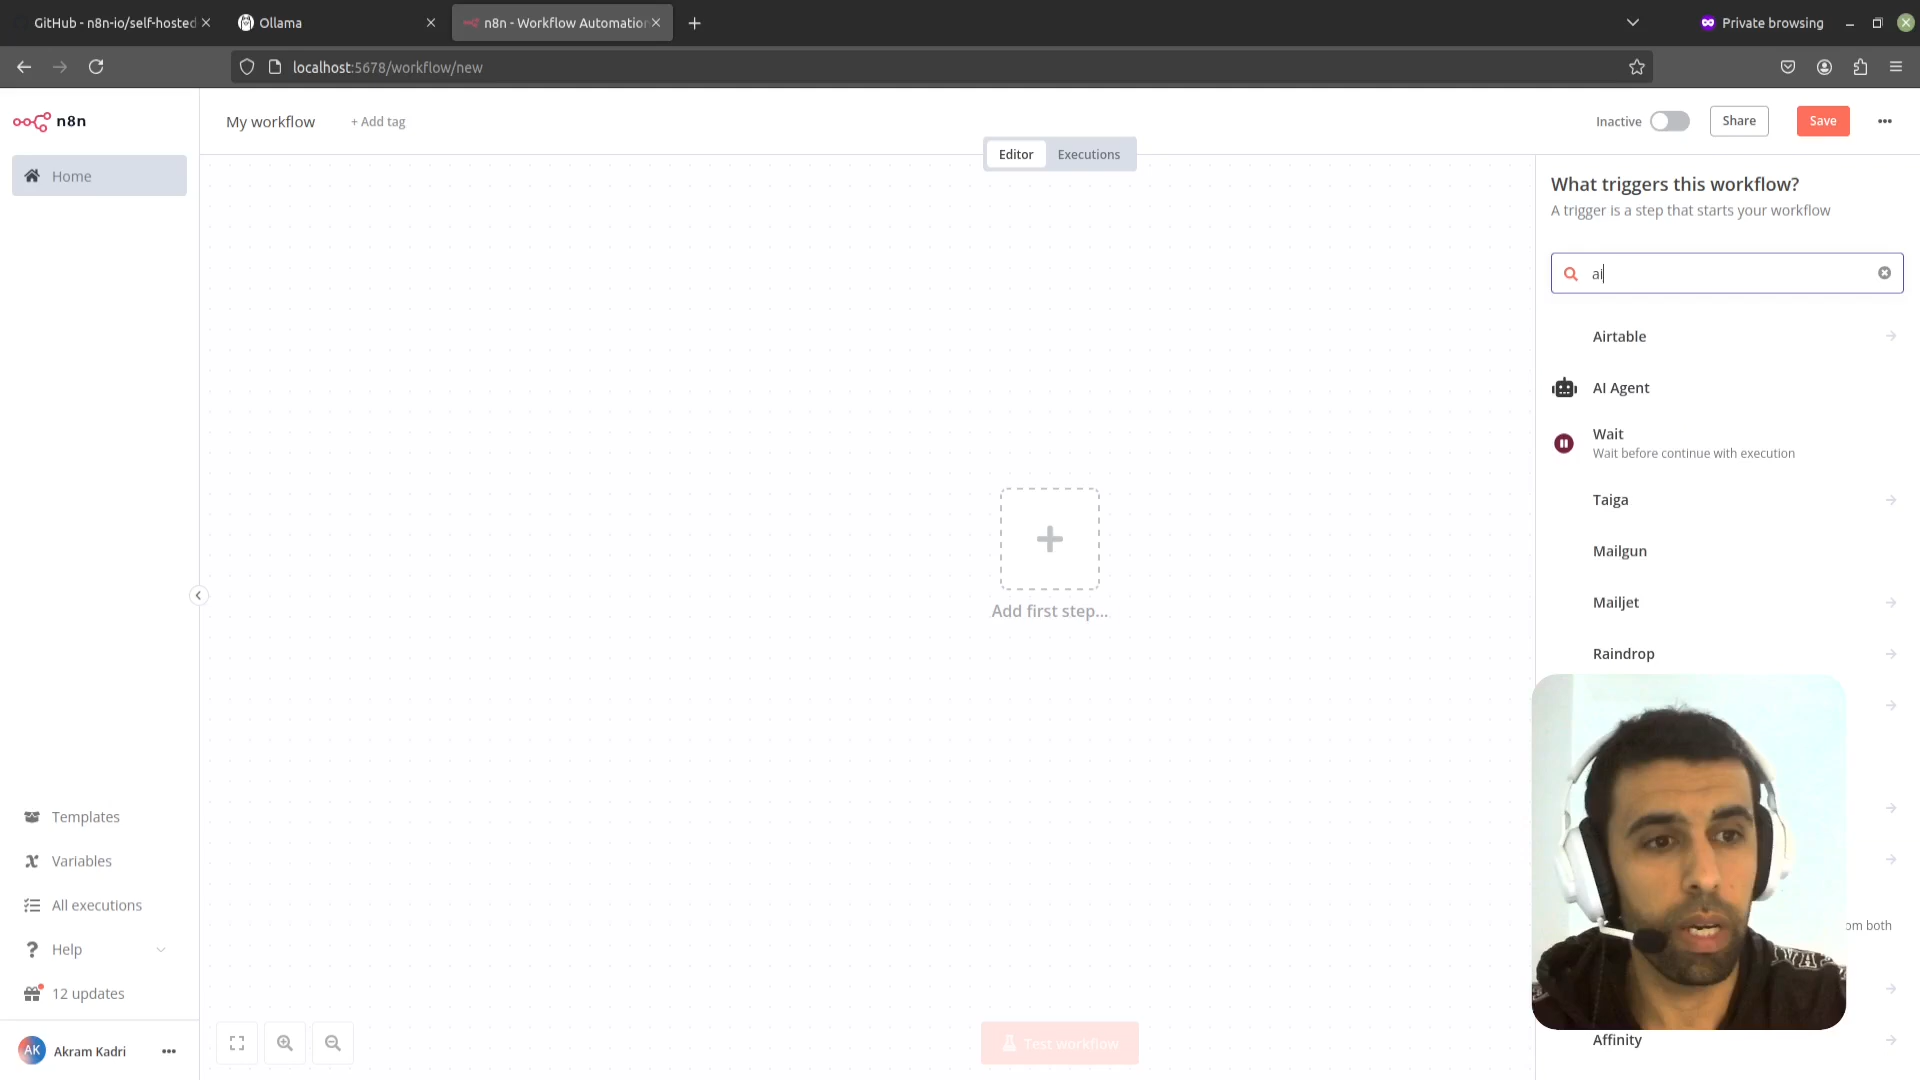 GitHub - n8n-io/self-hosted
Ollama
n8n - Workflow Automation
Private browsing
localhost:5678/workflow/new
n8n
My workflow
+ Add tag
Inactive
Share
Save
Editor
Executions
Home
What triggers this workflow?
A trigger is a step that starts your workflow
ai
Airtable
AI Agent
Wait
Wait before continue with execution
Taiga
Mailgun
Mailjet
Raindrop
Add first step...
Templates
Variables
All executions
both
Help
12 updates
Test workflow
Affinity
AK
Akram Kadri